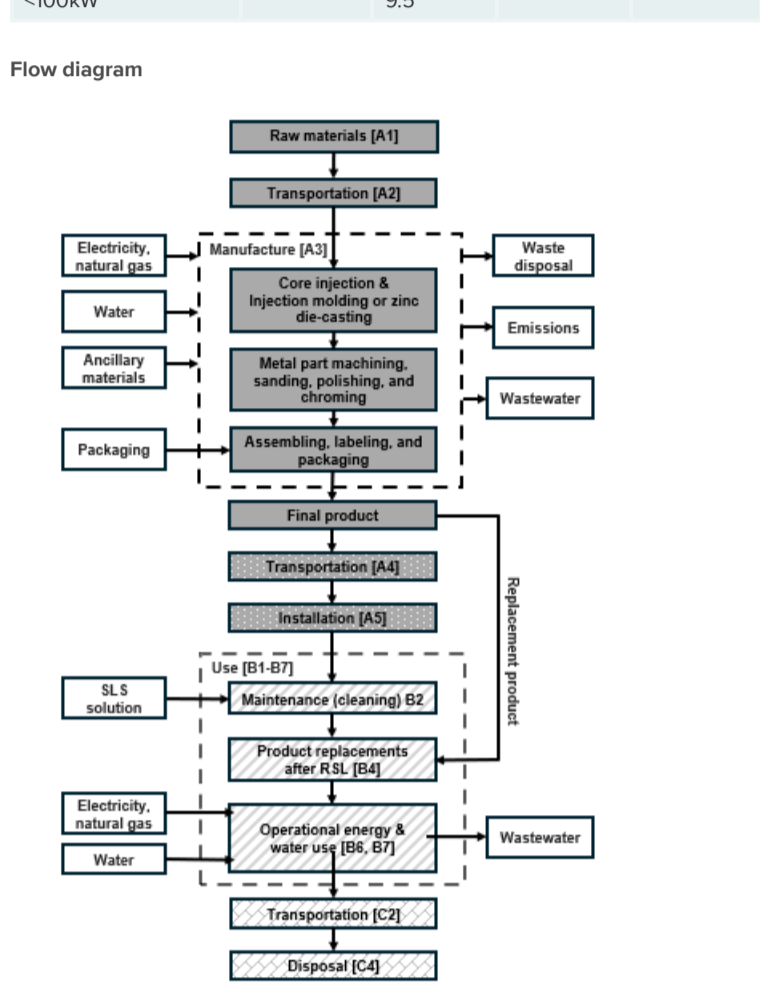 <100kW 9.5
Flow diagram
Raw materials [A1]
Transportation [A2]
Electricity,
natural gas
Manufacture [A3]
Waste
disposal
Core injection &
Injection molding or zinc
die-casting
Water
Emissions
Ancillary
materials
Metal part machining,
sanding, polishing, and
chroming
Wastewater
Packaging
Assembling, labeling, and
packaging
Final product
Transportation [A4]
Installation [A5]
Replacement product
Use [B1-B7]
SLS
solution
Maintenance (cleaning) B2
Product replacements
after RSL [B4]
Electricity,
natural gas
Operational energy &
water use [B6, B7]
Wastewater
Water
Transportation [C2]
Disposal [C4]